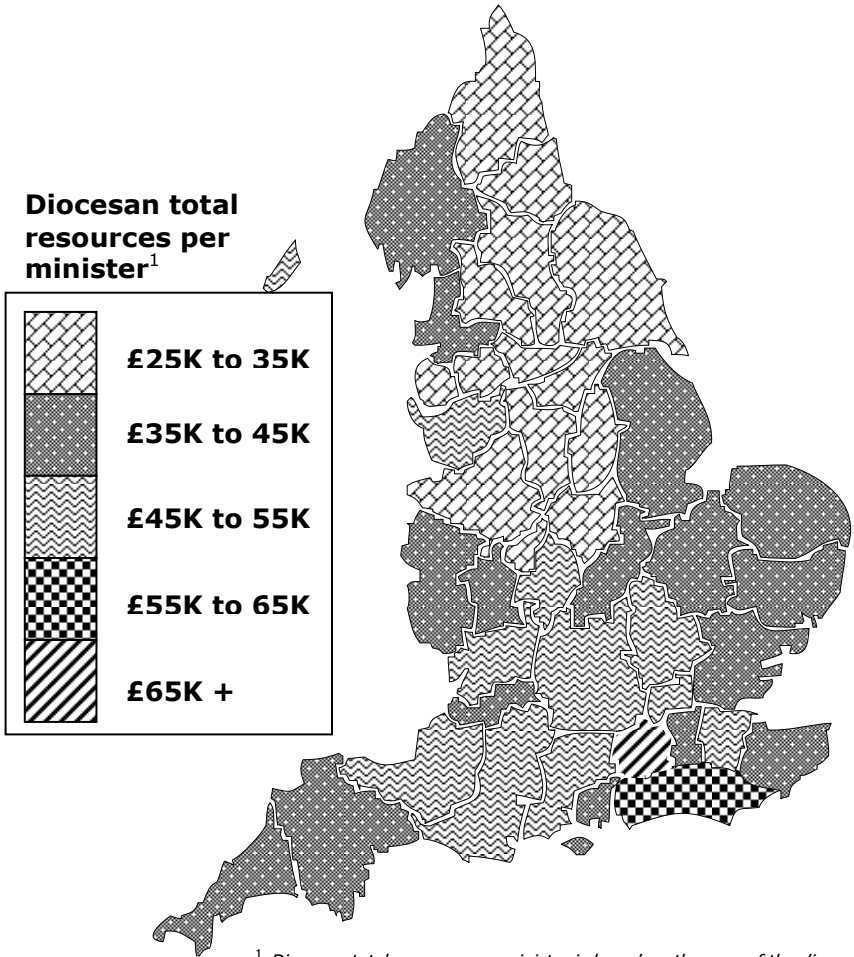 Diocesan total
resources per
minister¹
£25K to 35K
£35K to 45K
£45K to 55K
£55K to 65K
£65K +